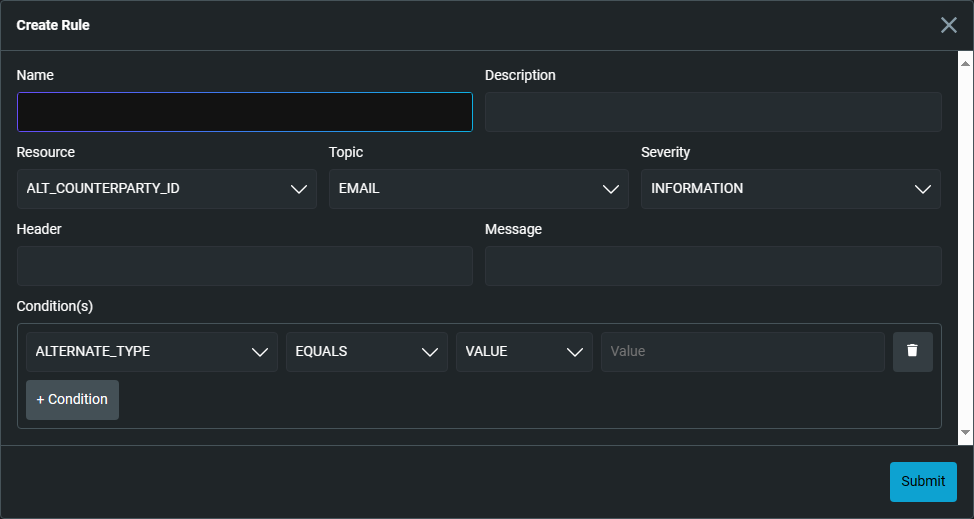 Create Rule
Name Description
Resource Topic Severity
ALT_COUNTERPARTY_ID EMAIL INFORMATION
Header Message
Condition(s)
ALTERNATE_TYPE EQUALS VALUE Value
+ Condition
Submit